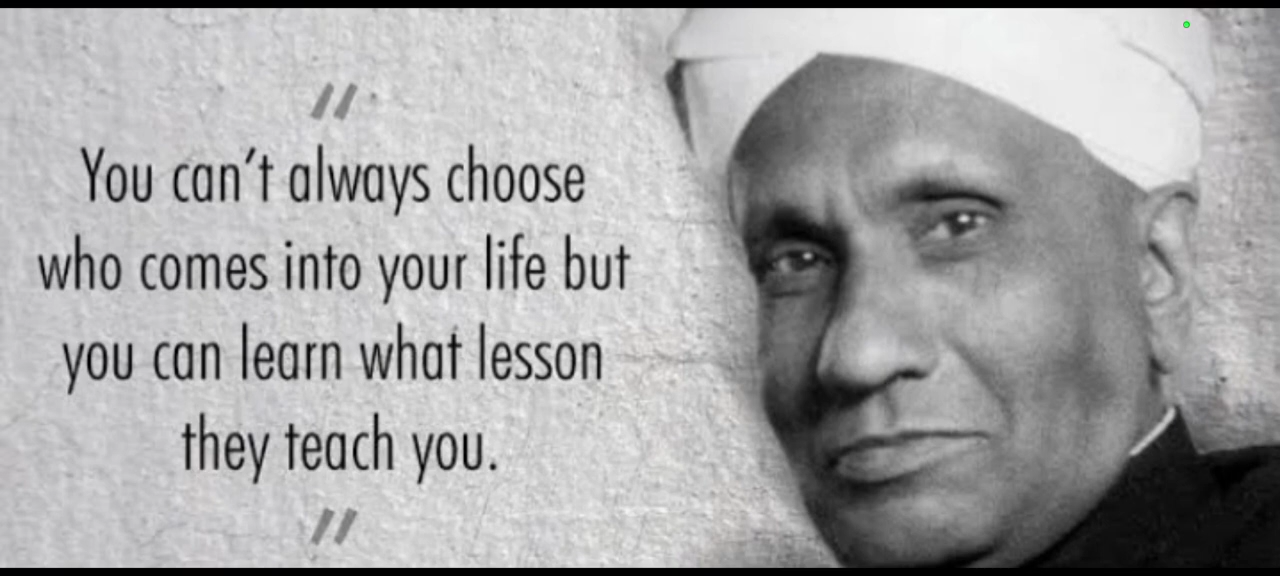 "
You can't always choose
who comes into your life but
you can learn what lesson
they teach you.
"